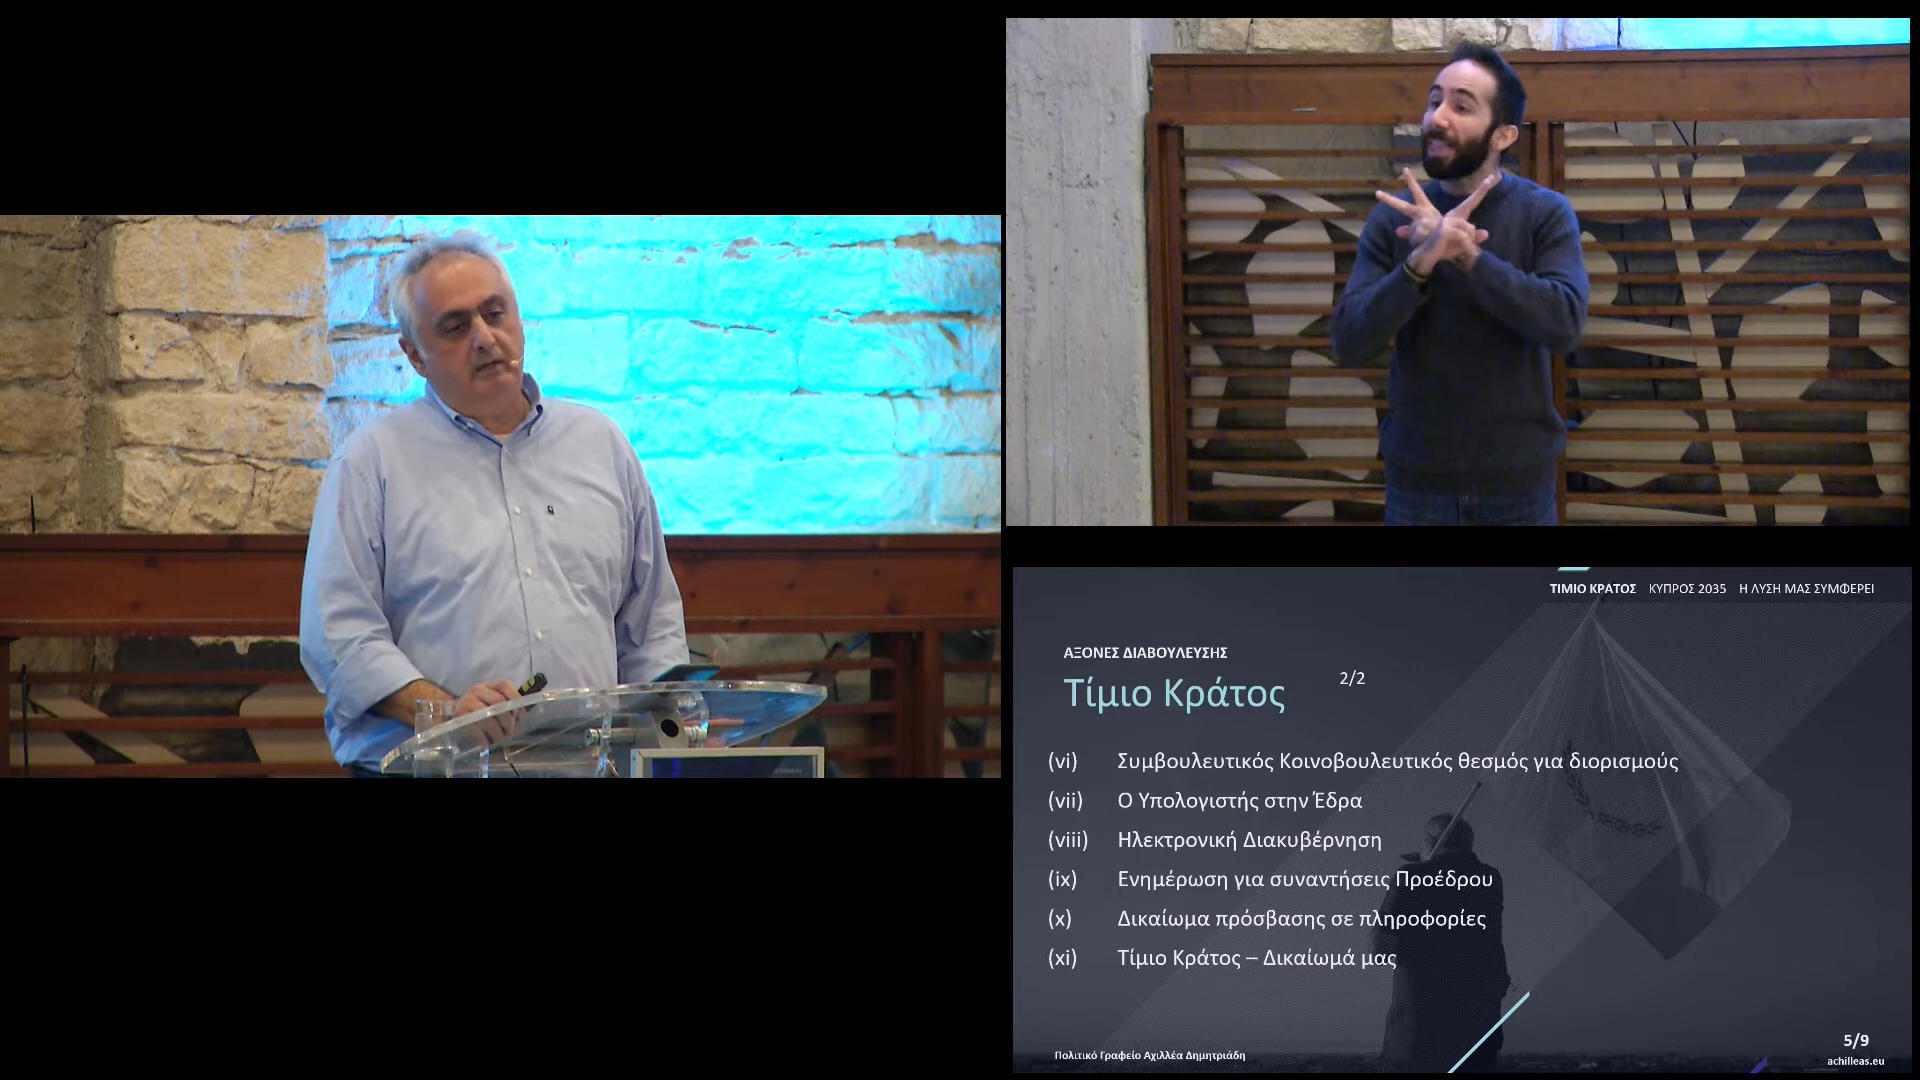 ΤΙΜΙΟ ΚΡΑΤΟΣ ΚΥΠΡΟΣ 2035 Η ΛΥΣΗ ΜΑΣ ΣΥΜΦΕΡΕΙ
ΑΞΟΝΕΣ ΔΙΑΒΟΥΛΕΥΣΗΣ
Τίμιο Κράτος 2/2
(vi) Συμβουλευτικός Κοινοβουλευτικός θεσμός για διορισμούς
(vii) Ο Υπολογιστής στην Έδρα
(viii) Ηλεκτρονική Διακυβέρνηση
(ix) Ενημέρωση για συναντήσεις Προέδρου
(x) Δικαίωμα πρόσβασης σε πληροφορίες
(xi) Τίμιο Κράτος – Δικαίωμά μας
5/9
Πολιτικό Γραφείο Αχιλλέα Δημητριάδη
achilleas.eu